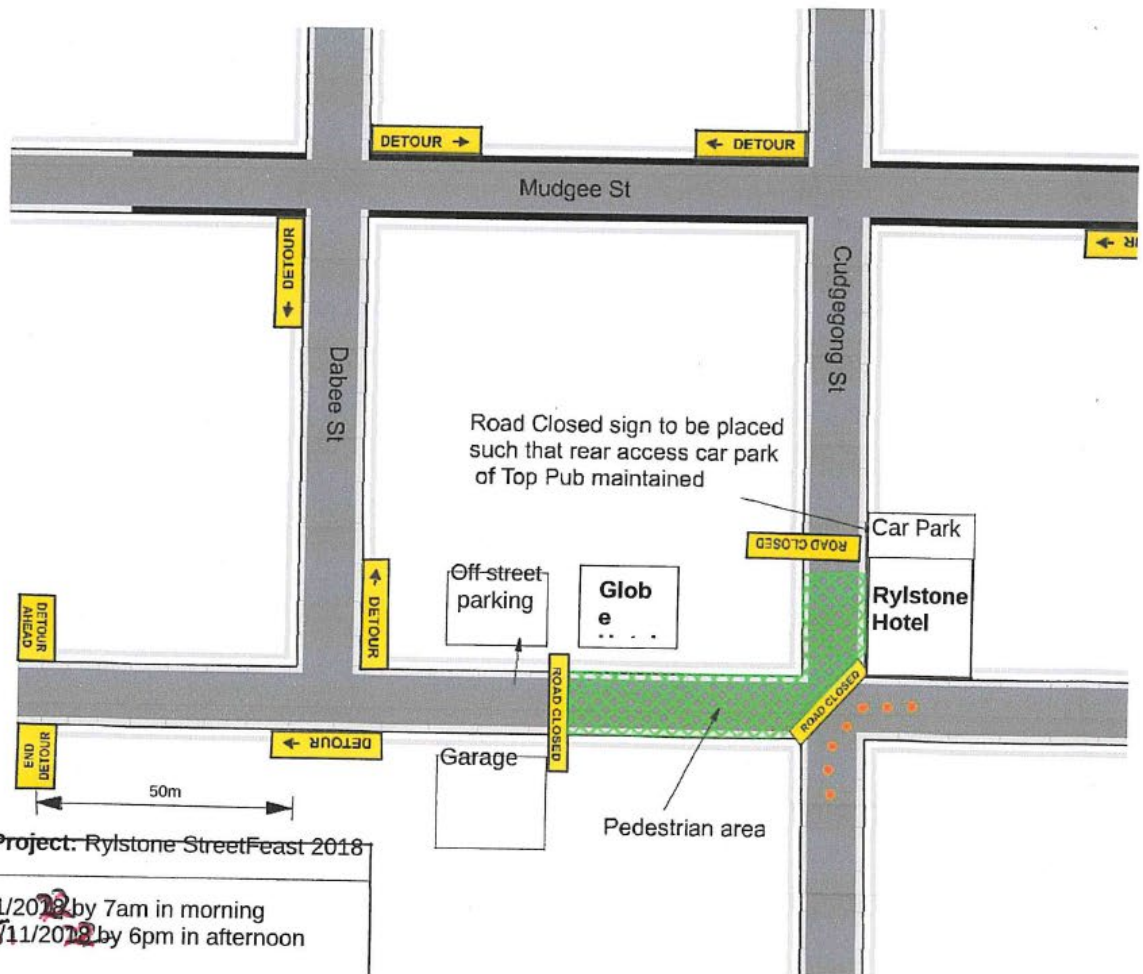 DETOUR →
← DETOUR
Mudgee St
← DETOUR
Cudgegong St
Dabee St
Road Closed sign to be placed
such that rear access car park
of Top Pub maintained
ROAD CLOSED
Car Park
Off street
parking
Glob
e
Rylstone
Hotel
← DETOUR
DETOUR
AHEAD
ROAD CLOSED
ROAD CLOSED
END
DETOUR
← DETOUR
Garage
50m
Pedestrian area
Project: Rylstone StreetFeast 2018
by 7am in morning
by 6pm in afternoon